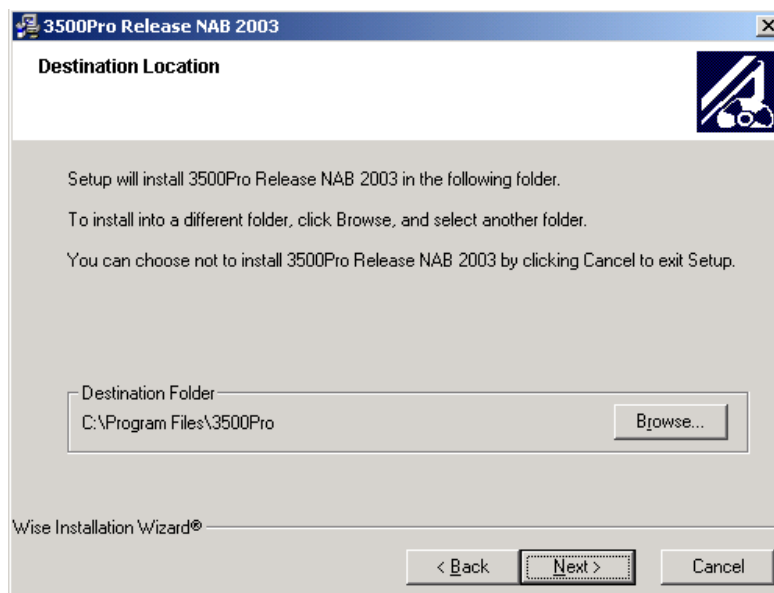 3500Pro Release NAB 2003
Destination Location
Setup will install 3500Pro Release NAB 2003 in the following folder.
To install into a different folder, click Browse, and select another folder.
You can choose not to install 3500Pro Release NAB 2003 by clicking Cancel to exit Setup.
Destination Folder
C:\Program Files\3500Pro
Browse...
Wise Installation Wizard®
< Back
Next >
Cancel